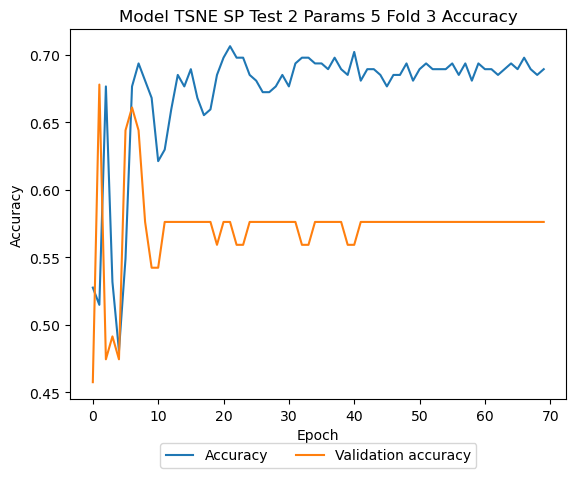 Model TSNE SP Test 2 Params 5 Fold 3 Accuracy
0.70
0.65
0.60
0.55
0.50
0.45
Accuracy
0 10 20 30 40 50 60 70
Epoch
Accuracy Validation accuracy